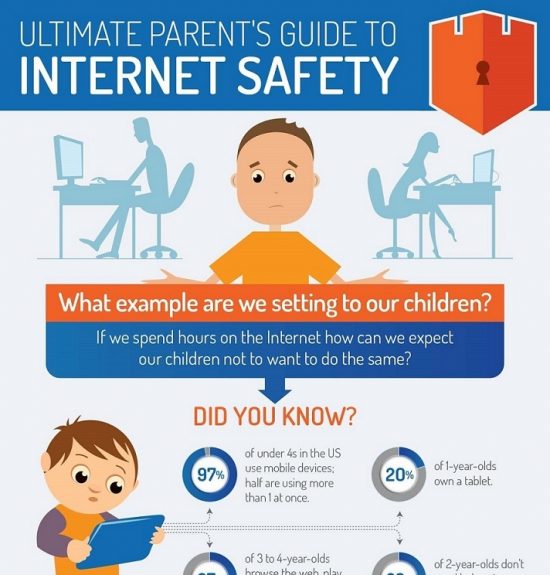 ULTIMATE PARENT'S GUIDE TO
INTERNET SAFETY
What example are we setting to our children?
If we spend hours on the Internet how can we expect
our children not to want to do the same?
DID YOU KNOW?
97%
of under 4s in the US
use mobile devices;
half are using more
than 1 at once.
20%
of 1-year-olds
own a tablet.
of 3 to 4-year-olds
browse the web, play
of 2-year-olds don't